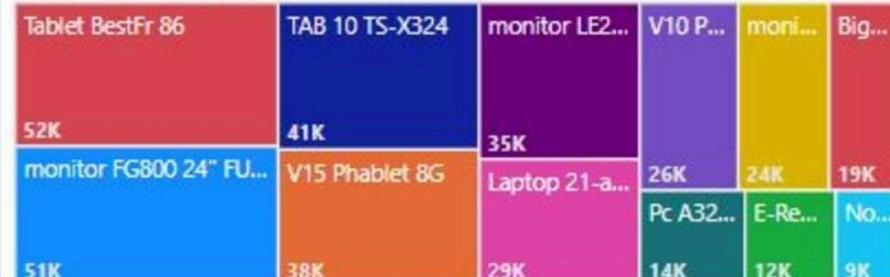 Tablet BestFr 86
52K
monitor FG800 24" FU...
51K
TAB 10 TS-X324
41K
V15 Phablet 8G
38K
monitor LE2...
35K
Laptop 21-a...
29K
V10 P...
26K
moni...
24K
Big...
19K
Pc A32...
14K
E-Re...
12K
No...
9K